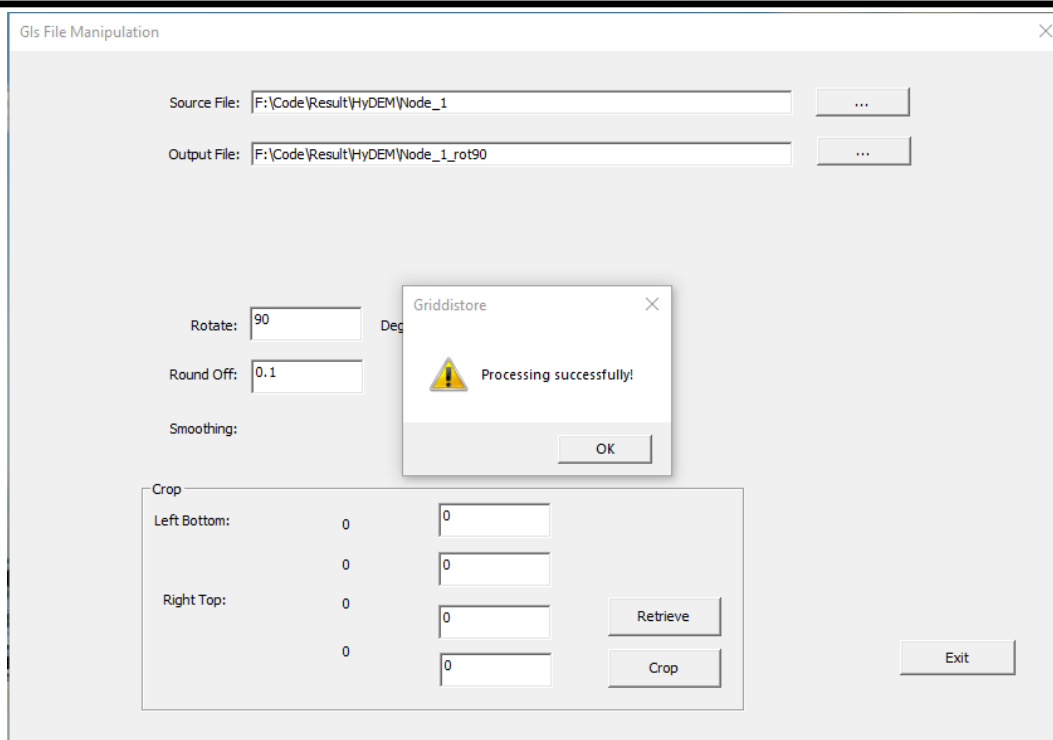 GIs File Manipulation
Source File: F:\Code\Result\HyDEM\Node_1 ...
Output File: F:\Code\Result\HyDEM\Node_1_rot90 ...
Griddistore
Rotate: 90 Deg
Processing successfully!
Round Off: 0.1
Smoothing:
OK
Crop
Left Bottom: 0 0
0 0
Right Top: 0 0 Retrieve
0 0 Crop
Exit